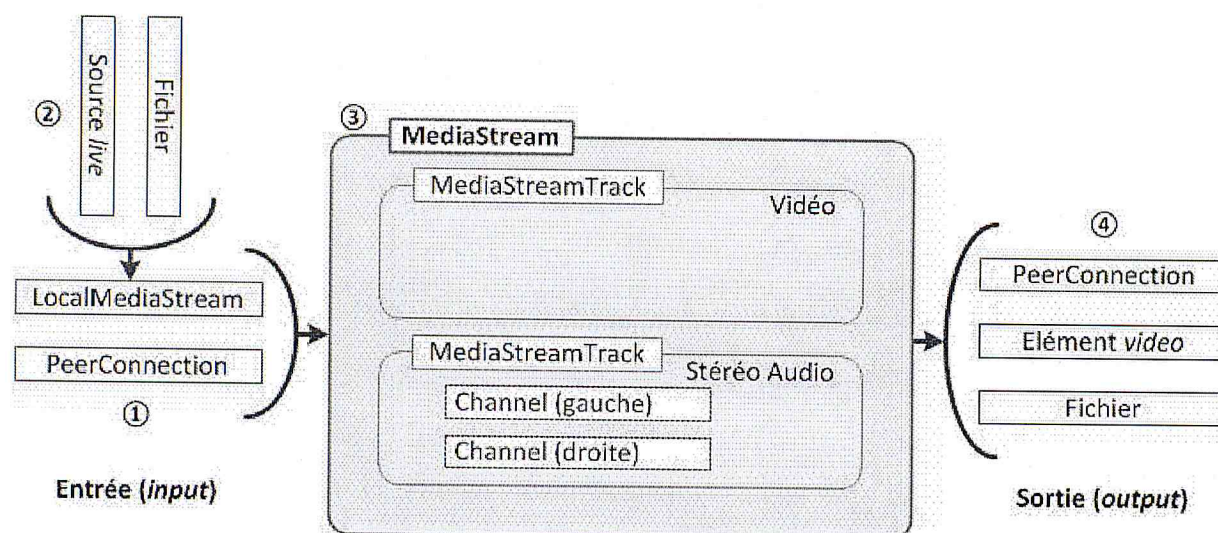 ②
Source live
Fichier
LocalMediaStream
PeerConnection
①
Entrée (input)
③
MediaStream
MediaStreamTrack
Vidéo
MediaStreamTrack
Stéréo Audio
Channel (gauche)
Channel (droite)
④
PeerConnection
Elément video
Fichier
Sortie (output)